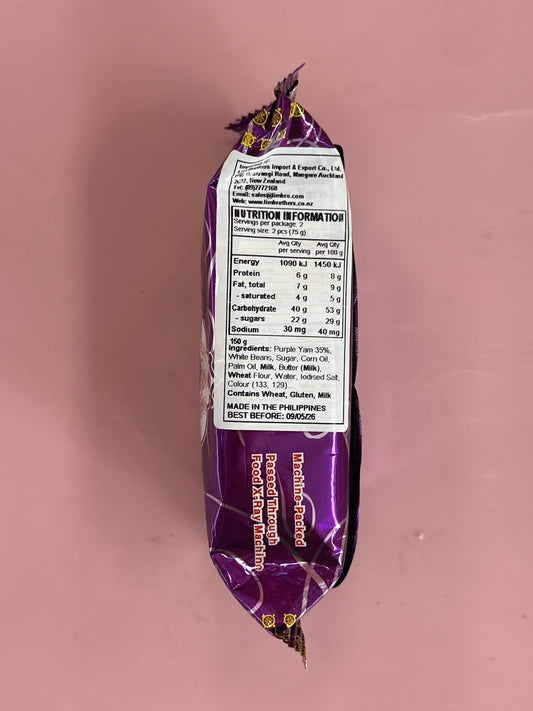 Import & Export Co., Ltd.
Road, Mangere Auckland
2022, New Zealand
Tel: (09)2772168
Email: sales@limbro.com
Web: www.limbrothers.co.nz
NUTRITION INFORMATION
Servings per package: 2
Serving size: 2 pcs (75 g)
Avg Qty per serving Avg Qty per 100 g
Energy 1090 kJ 1450 kJ
Protein 6 g 8 g
Fat, total 7 g 9 g
- saturated 4 g 5 g
Carbohydrate 40 g 53 g
- sugars 22 g 29 g
Sodium 30 mg 40 mg
150 g
Ingredients: Purple Yam 35%,
White Beans, Sugar, Corn Oil,
Palm Oil, Milk, Butter (Milk),
Wheat Flour, Water, Iodised Salt,
Colour (133, 129)
Contains Wheat, Gluten, Milk
MADE IN THE PHILIPPINES
BEST BEFORE: 09/05/26
Machine-Packed
Passed Through
Food X-Ray Machine